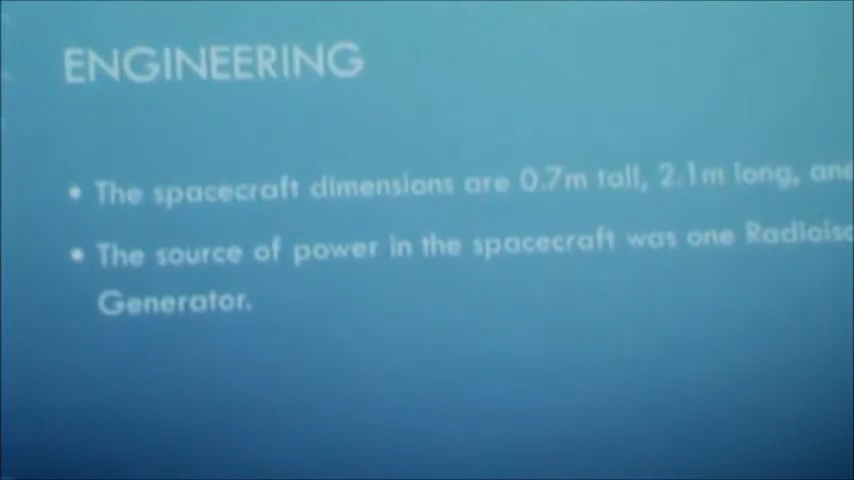 ENGINEERING
• The spacecraft dimensions are 0.7m tall, 2.1m long, and
• The source of power in the spacecraft was one Radioiso
Generator.